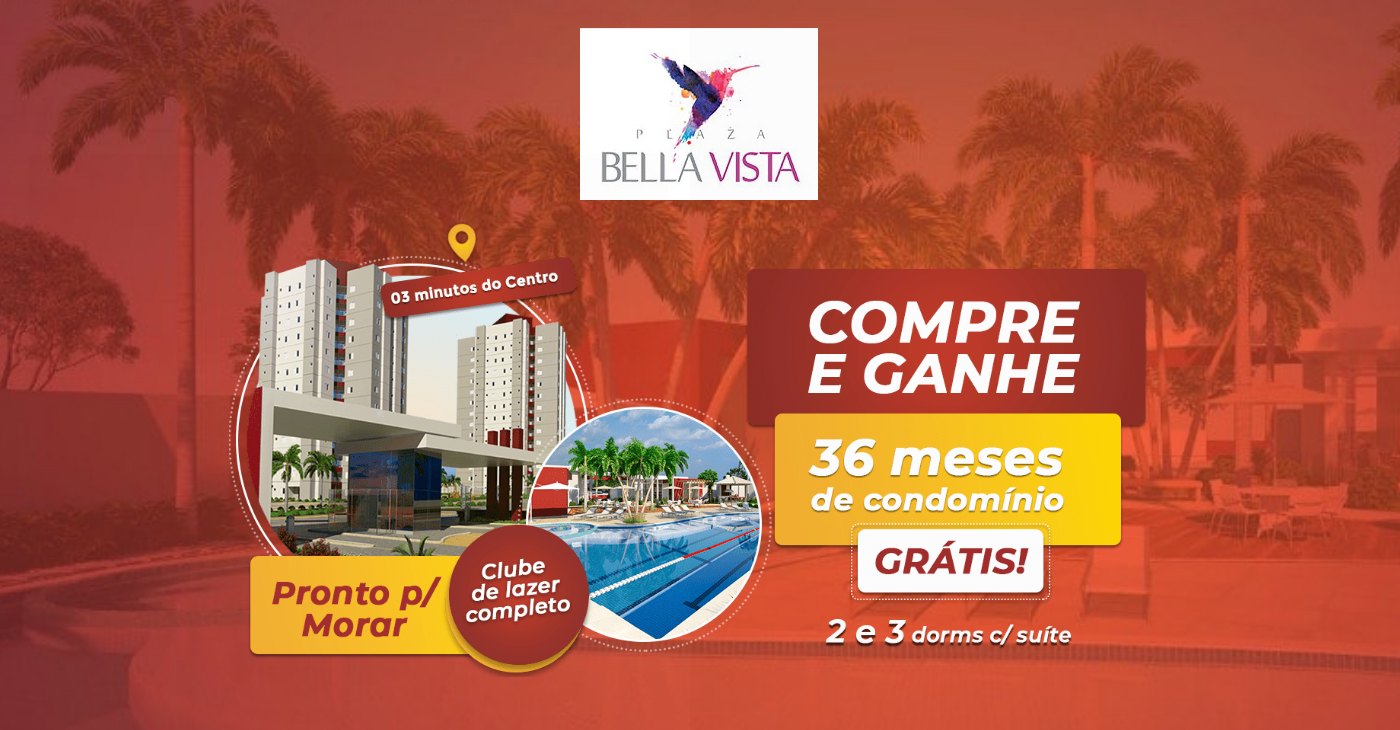 PLAZA
BELLA VISTA
03 minutos do Centro
COMPRE
E GANHE
36 meses
de condomínio
GRÁTIS!
2 e 3 dorms c/ suíte
Clube
de lazer
completo
Pronto p/
Morar